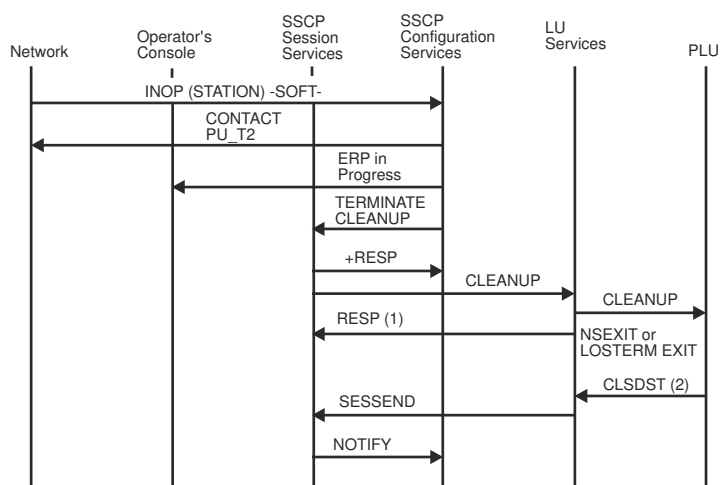 Network
Operator's
Console
SSCP
Session
Services
SSCP
Configuration
Services
LU
Services
PLU
INOP (STATION) -SOFT-
CONTACT
PU_T2
ERP in
Progress
TERMINATE
CLEANUP
+RESP
CLEANUP
CLEANUP
RESP (1)
NSEXIT or
LOSTERM EXIT
CLSDST (2)
SESSEND
NOTIFY